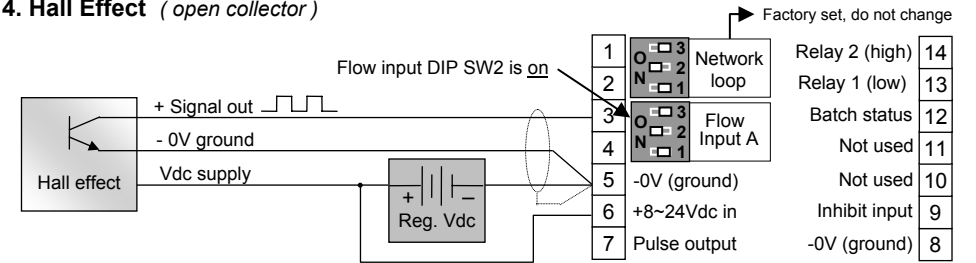 4. Hall Effect ( open collector )
Factory set, do not change
Flow input DIP SW2 is on
+ Signal out
- 0V ground
Vdc supply
Hall effect
+ –
Reg. Vdc
1
2
3
4
5 -0V (ground)
6 +8~24Vdc in
7 Pulse output
ON 3 2 1
Network loop
ON 3 2 1
Flow Input A
Relay 2 (high) 14
Relay 1 (low) 13
Batch status 12
Not used 11
Not used 10
Inhibit input 9
-0V (ground) 8